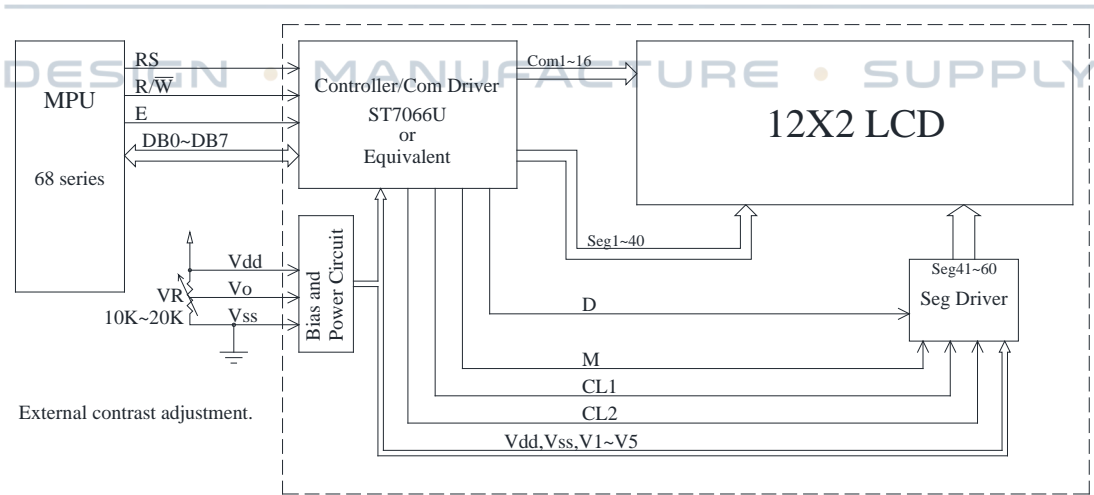 DESIGN • MANUFACTURE • SUPPLY
MPU
68 series
RS
R/W̅
E
DB0~DB7
Controller/Com Driver
ST7066U
or
Equivalent
Com1~16
12X2 LCD
Seg1~40
Seg41~60
Seg Driver
Bias and
Power Circuit
Vdd
Vo
Vss
VR
10K~20K
D
M
CL1
CL2
Vdd,Vss,V1~V5
External contrast adjustment.